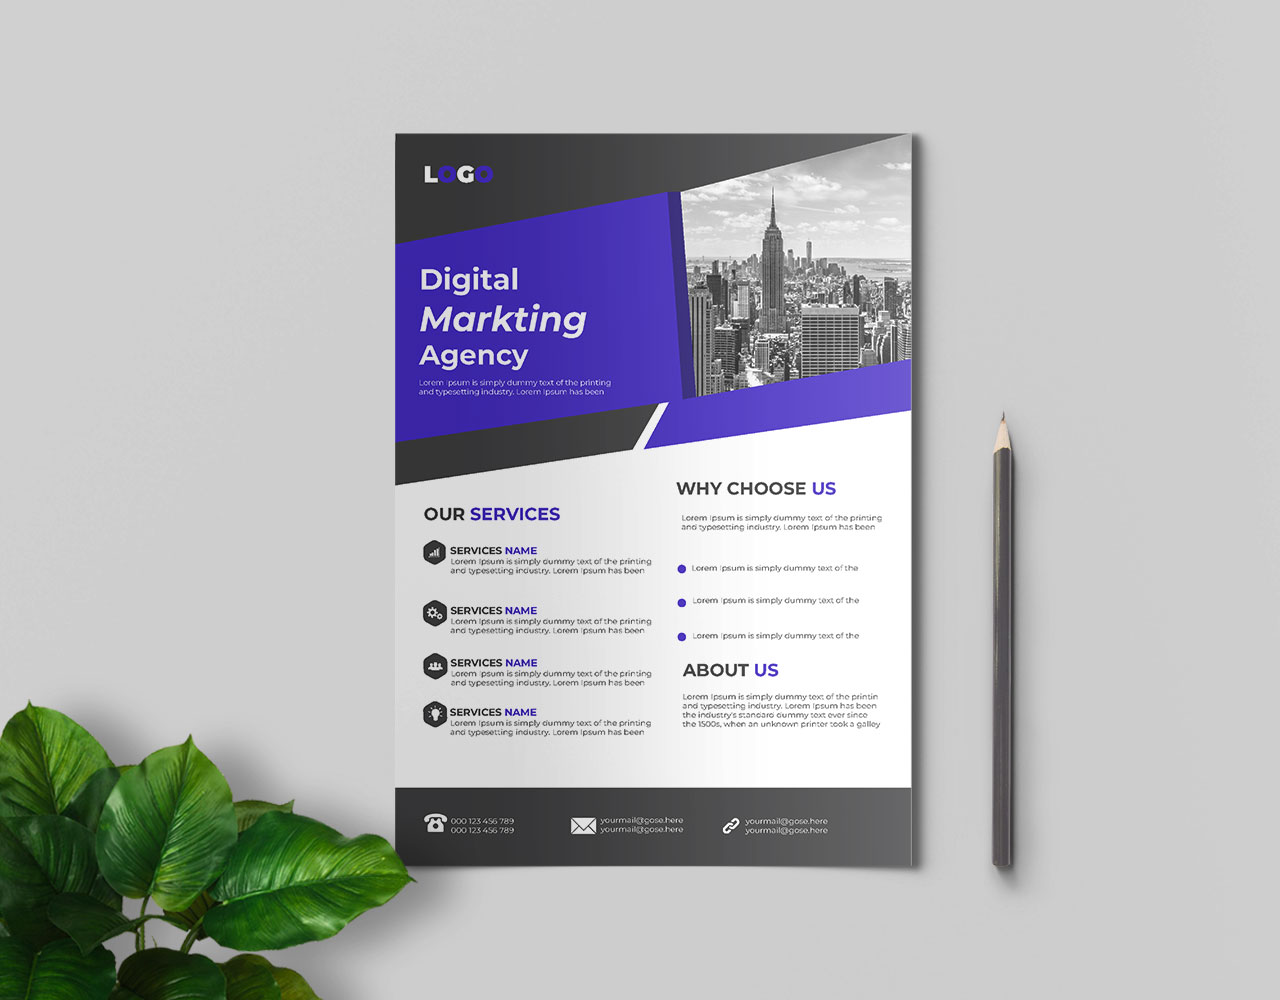 LOGO
Digital
Markting
Agency
Lorem Ipsum is simply dummy text of the printing
and typesetting industry. Lorem Ipsum has been
OUR SERVICES
SERVICES NAME
Lorem Ipsum is simply dummy text of the printing
and typesetting industry. Lorem Ipsum has been
SERVICES NAME
Lorem Ipsum is simply dummy text of the printing
and typesetting industry. Lorem Ipsum has been
SERVICES NAME
Lorem Ipsum is simply dummy text of the printing
and typesetting industry. Lorem Ipsum has been
SERVICES NAME
Lorem Ipsum is simply dummy text of the printing
and typesetting industry. Lorem Ipsum has been
WHY CHOOSE US
Lorem Ipsum is simply dummy text of the printing
and typesetting industry. Lorem Ipsum has been
Lorem Ipsum is simply dummy text of the
Lorem Ipsum is simply dummy text of the
Lorem Ipsum is simply dummy text of the
ABOUT US
Lorem Ipsum is simply dummy text of the printin
and typesetting industry. Lorem Ipsum has been
the industry's standard dummy text ever since
the 1500s, when an unknown printer took a galley
000 123 456 789
000 123 456 789
yourmail@gose.here
yourmail@gose.here
yourmail@gose.here
yourmail@gose.here